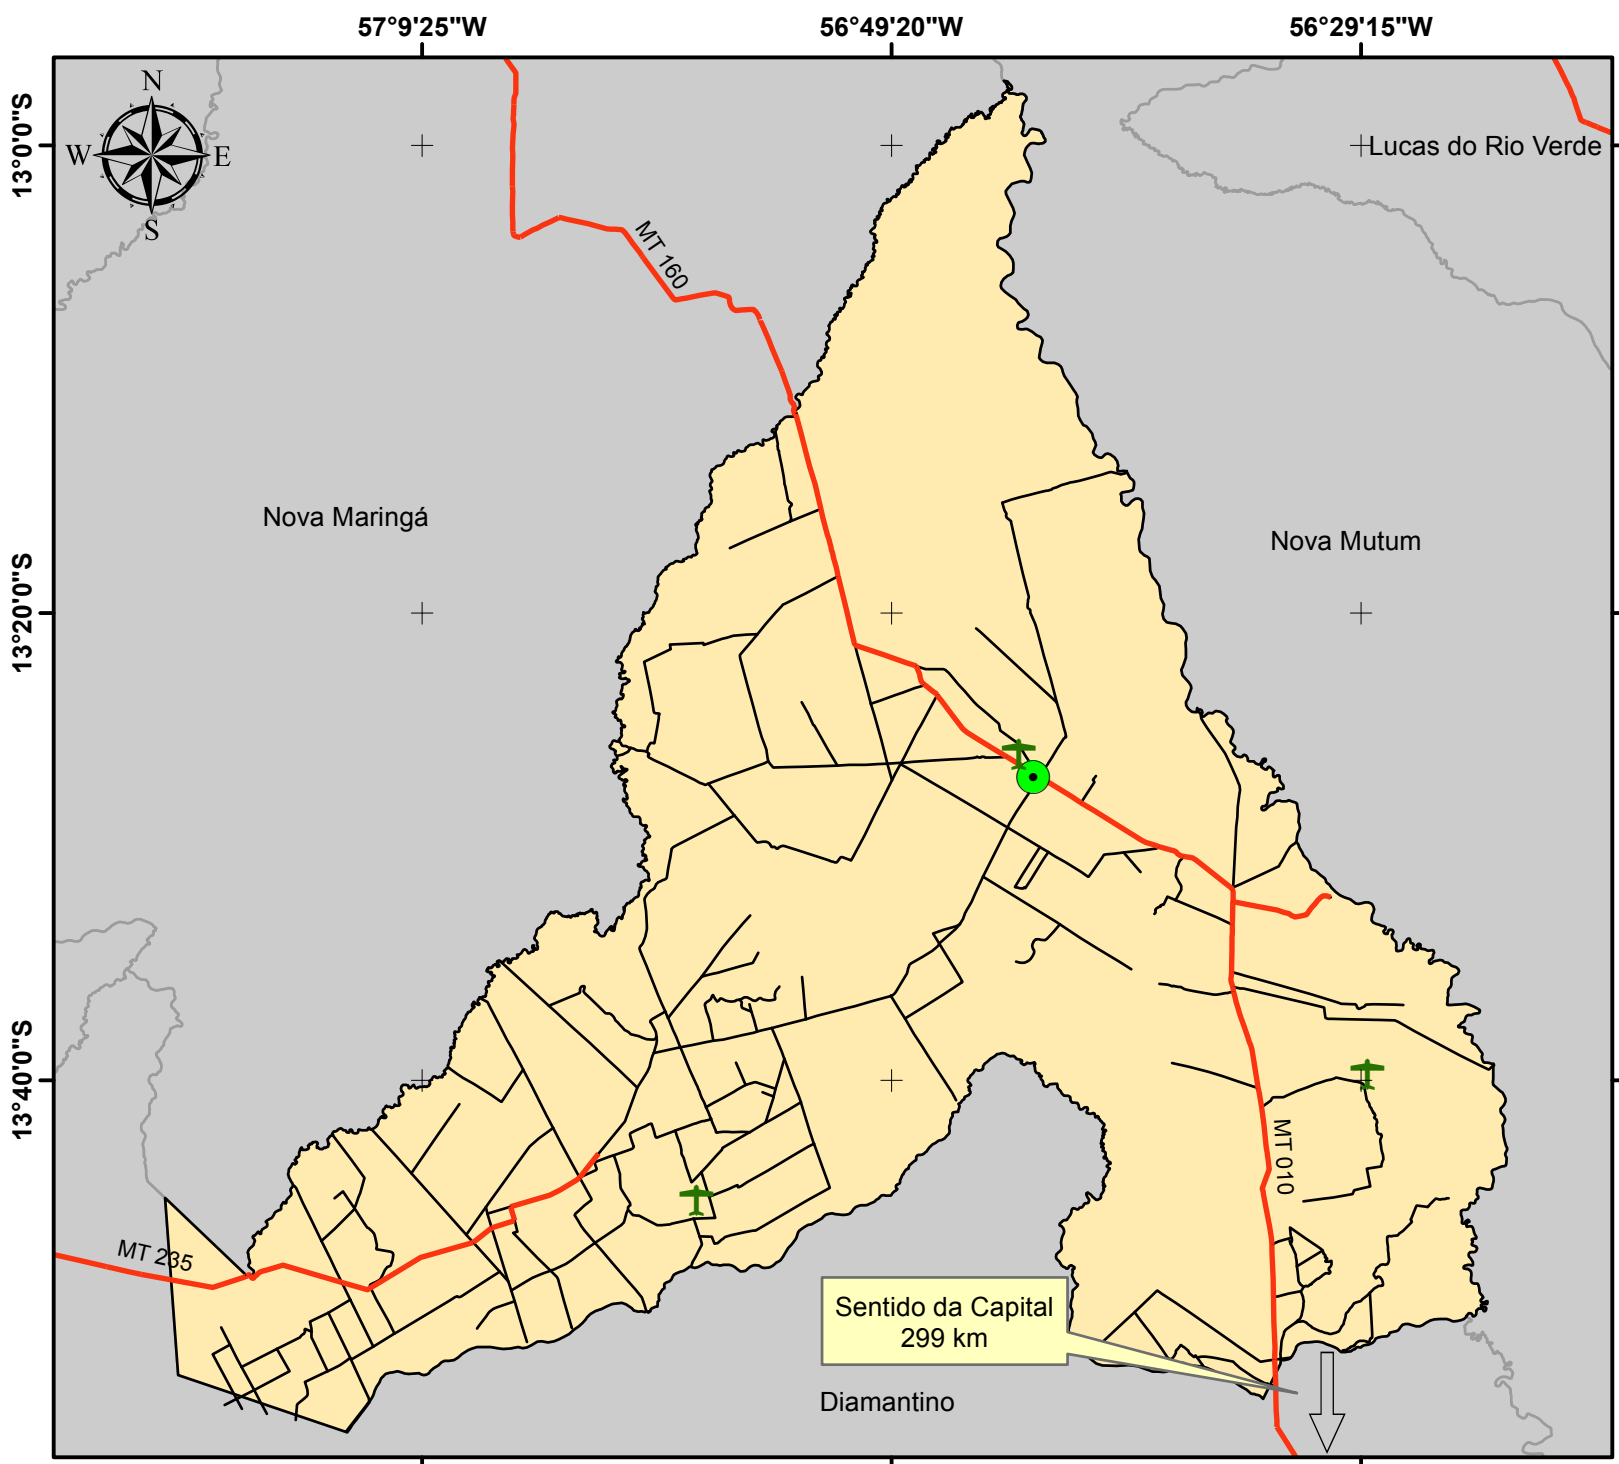 57°9'25"W
56°49'20"W
56°29'15"W
13°0'0"S
N
W
E
S
Lucas do Rio Verde
MT 160
Nova Maringá
Nova Mutum
13°20'0"S
13°40'0"S
MT 010
MT 235
Sentido da Capital
299 km
Diamantino